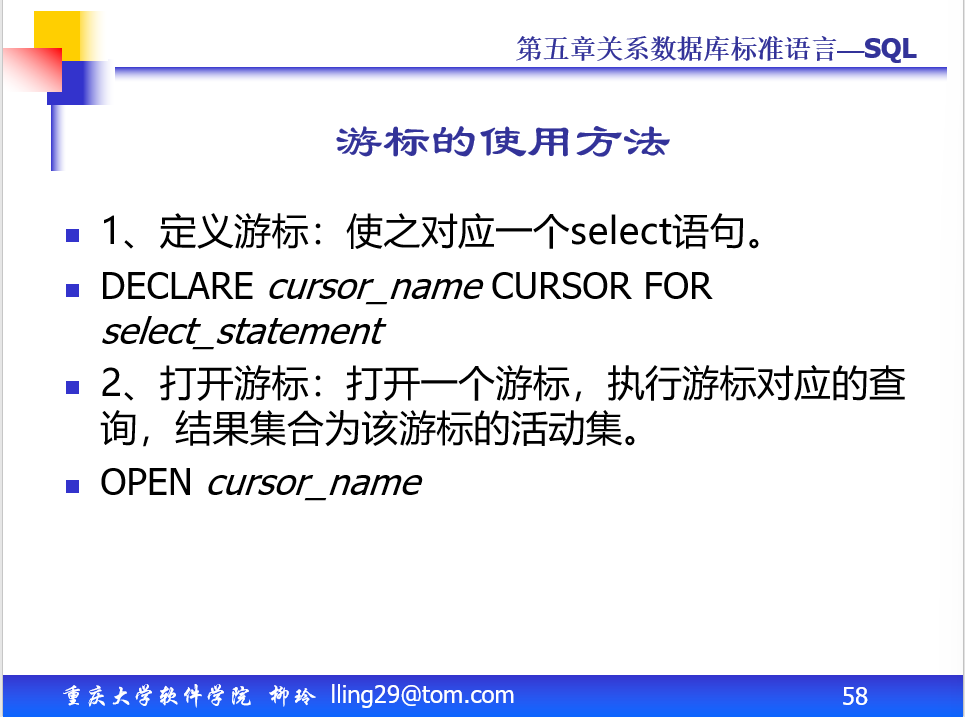 第五章关系数据库标准语言—SQL
游标的使用方法
1、定义游标：使之对应一个select语句。
DECLARE cursor_name CURSOR FOR
select_statement
2、打开游标：打开一个游标，执行游标对应的查
询，结果集合为该游标的活动集。
OPEN cursor_name
重庆大学软件学院 柳玲 lling29@tom.com 58